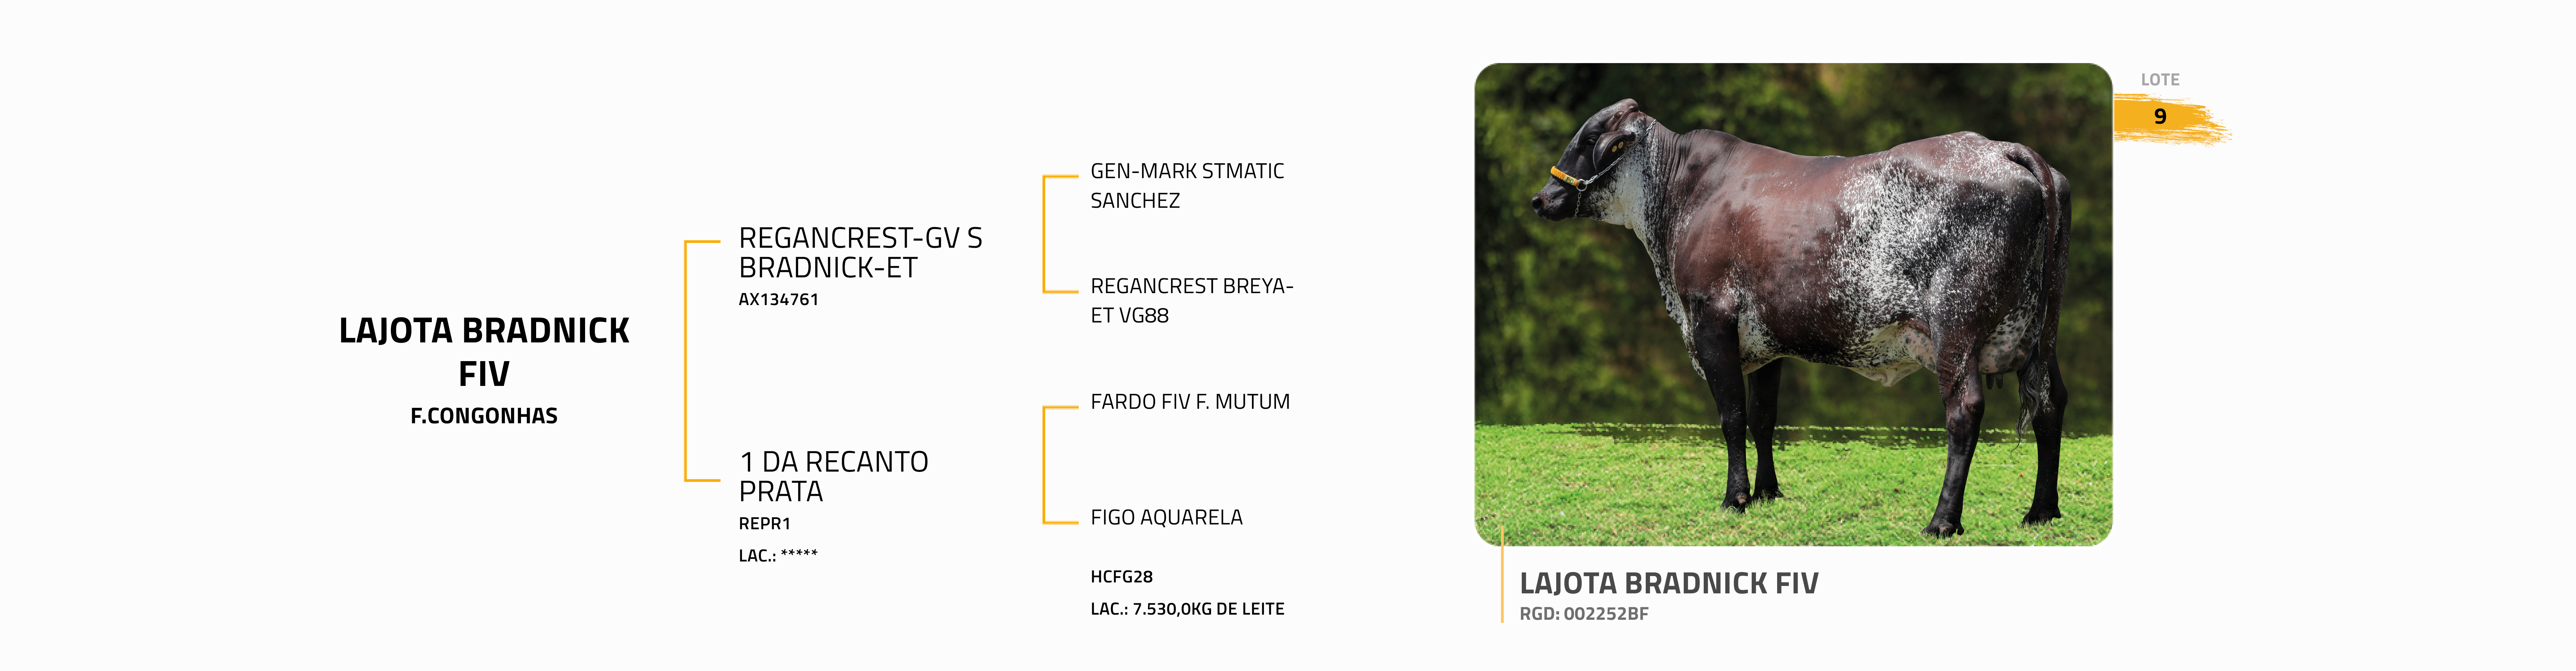 LAJOTA BRADNICK
FIV
F.CONGONHAS
REGANCREST-GV S
BRADNICK-ET
AX134761
1 DA RECANTO
PRATA
REPR1
LAC.: *****
GEN-MARK STMATIC
SANCHEZ
REGANCREST BREYA-
ET VG88
FARDO FIV F. MUTUM
FIGO AQUARELA
HCFG28
LAC.: 7.530,0KG DE LEITE
LOTE
9
LAJOTA BRADNICK FIV
RGD: 002252BF